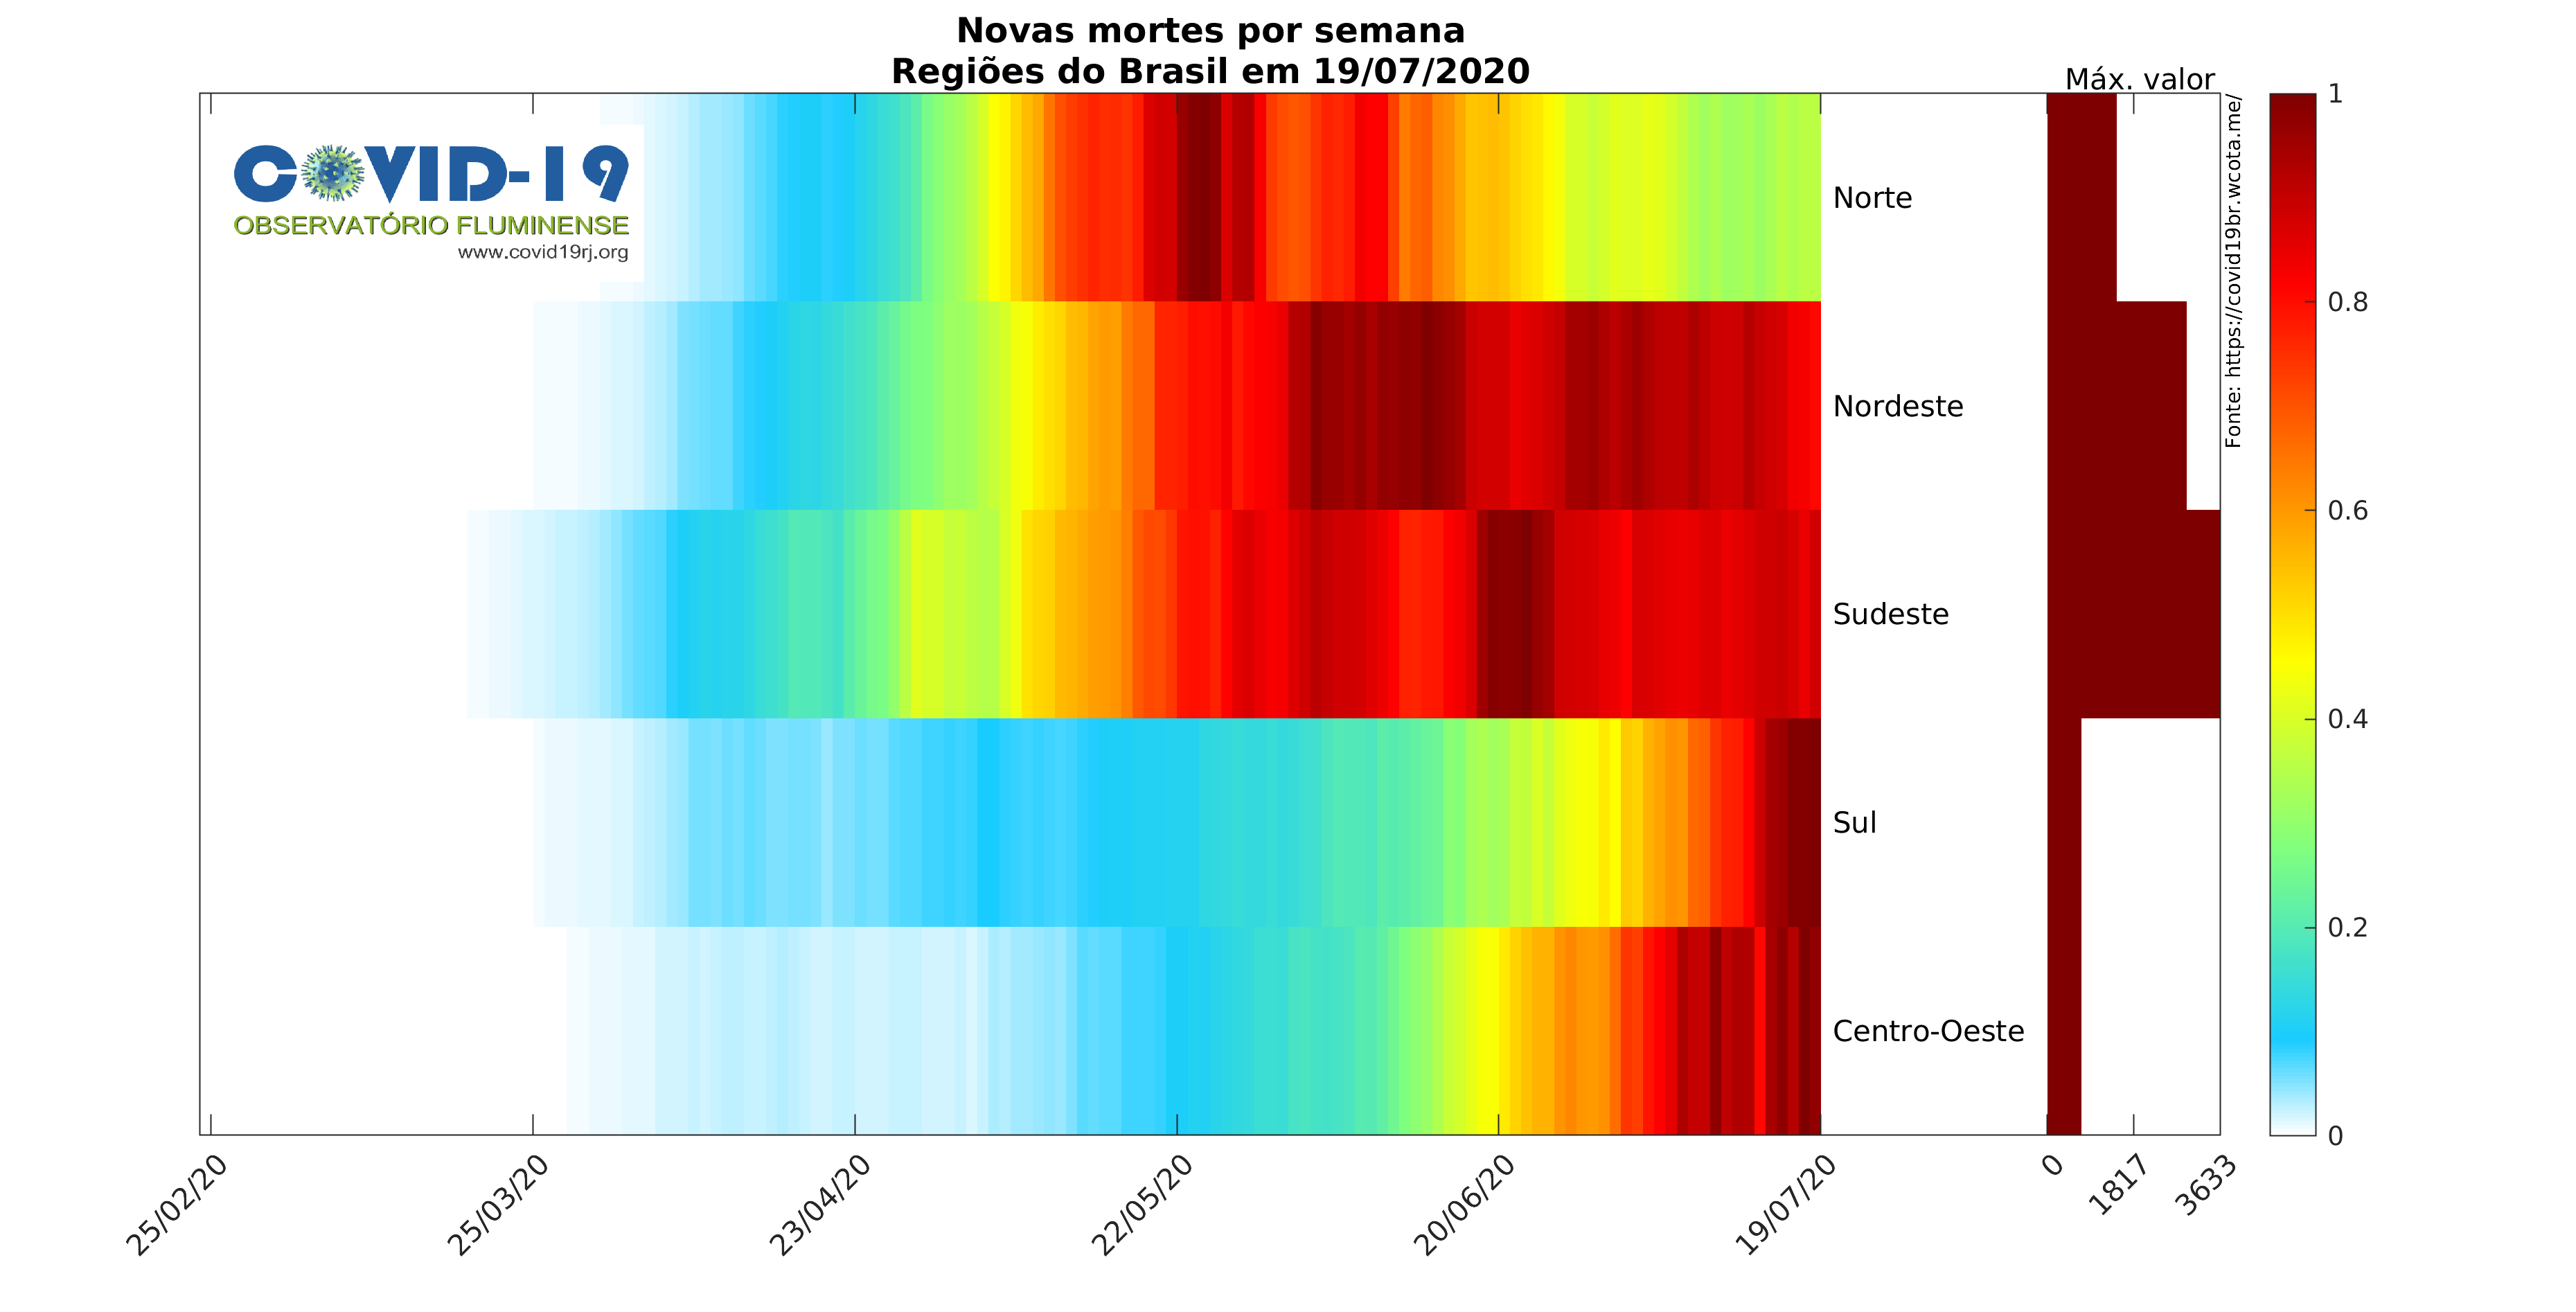 Novas mortes por semana
Regiões do Brasil em 19/07/2020
Máx. valor
COVID-19
OBSERVATÓRIO FLUMINENSE
www.covid19rj.org
Norte
Nordeste
Sudeste
Sul
Centro-Oeste
Fonte: https://covid19br.wcota.me/
1
0.8
0.6
0.4
0.2
0
25/02/20
25/03/20
23/04/20
22/05/20
20/06/20
19/07/20
0
1817
3633